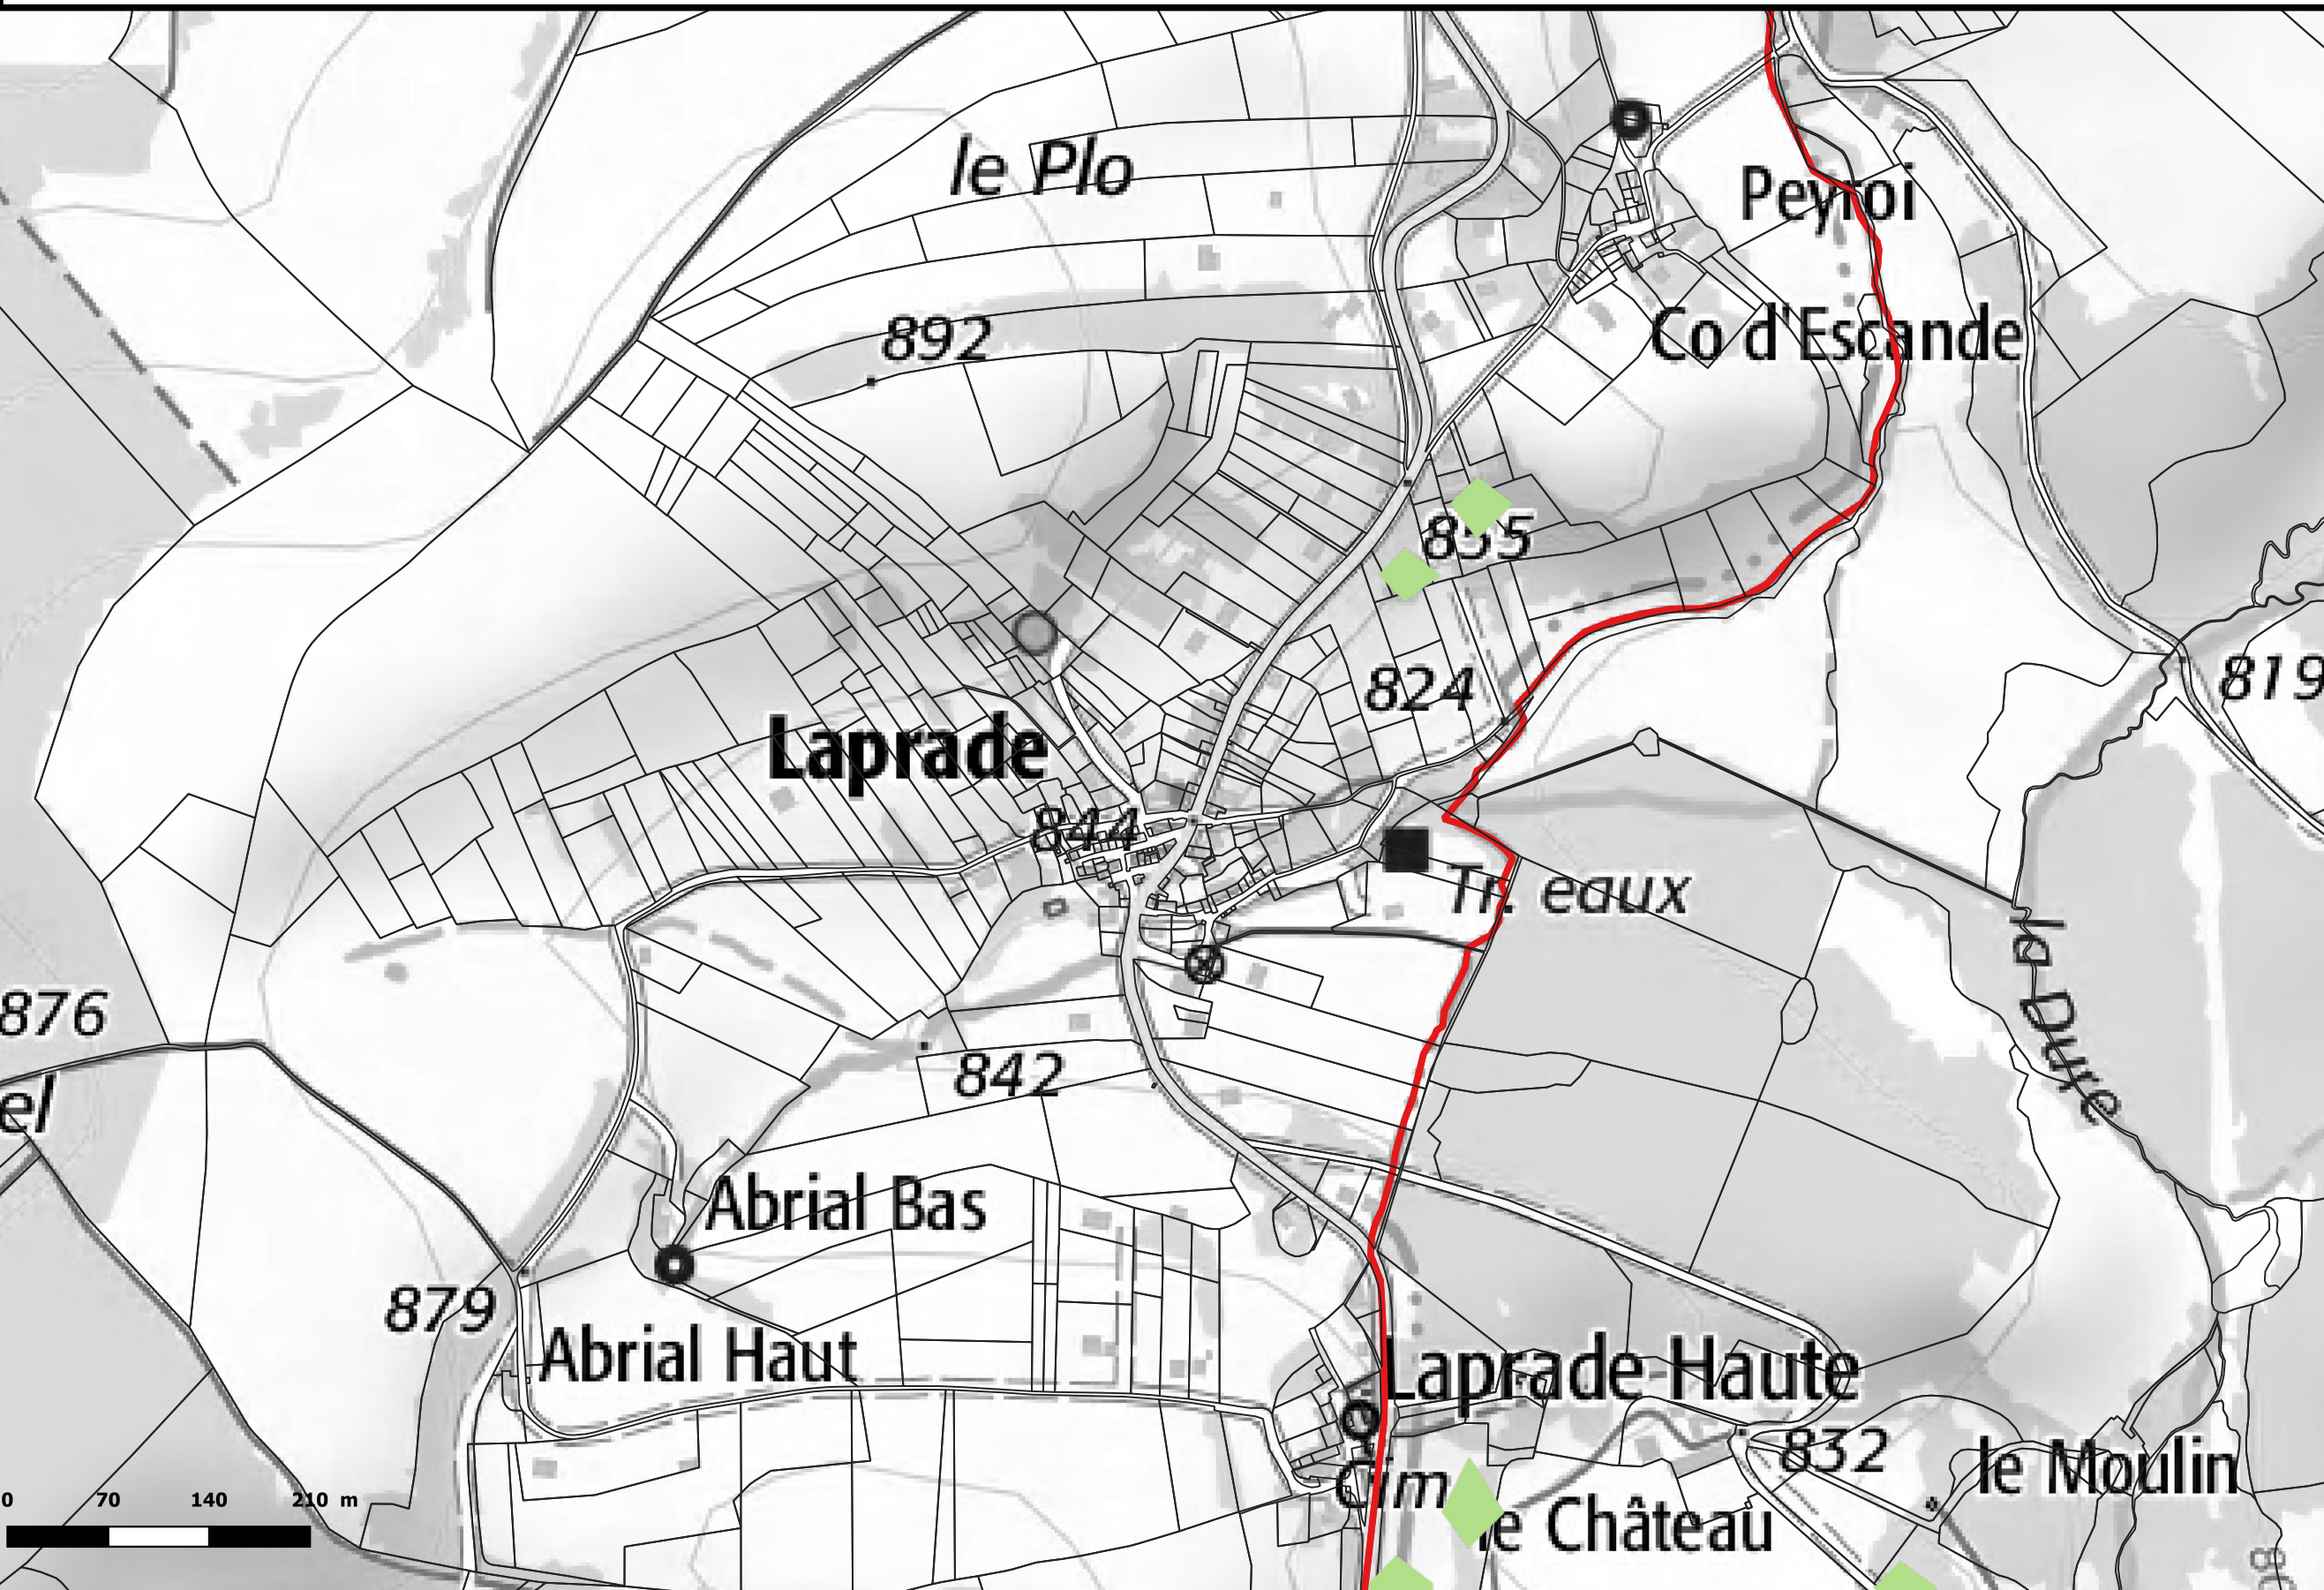 le Plo
Peyroi
892
Co d'Escande
855
824
819
Laprade
844
Tr. eaux
la Dure
876
el
842
Abrial Bas
879
Abrial Haut
Laprade Haute
832
le Moulin
Cim
le Château
0 70 140 210 m